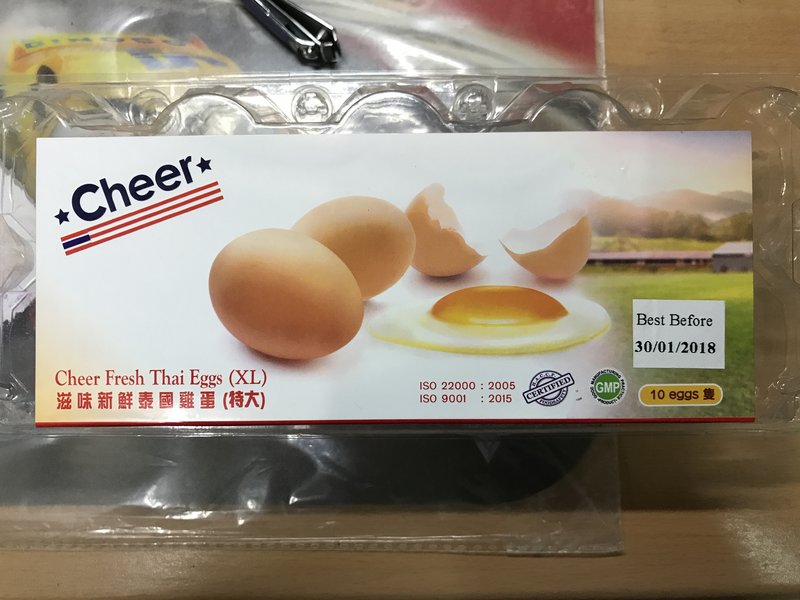 Cheer
Cheer Fresh Thai Eggs (XL)
滋味新鮮泰國雞蛋 (特大)
ISO 22000 : 2005
ISO 9001 : 2015
CERTIFIED
GMP
Best Before
30/01/2018
10 eggs 隻